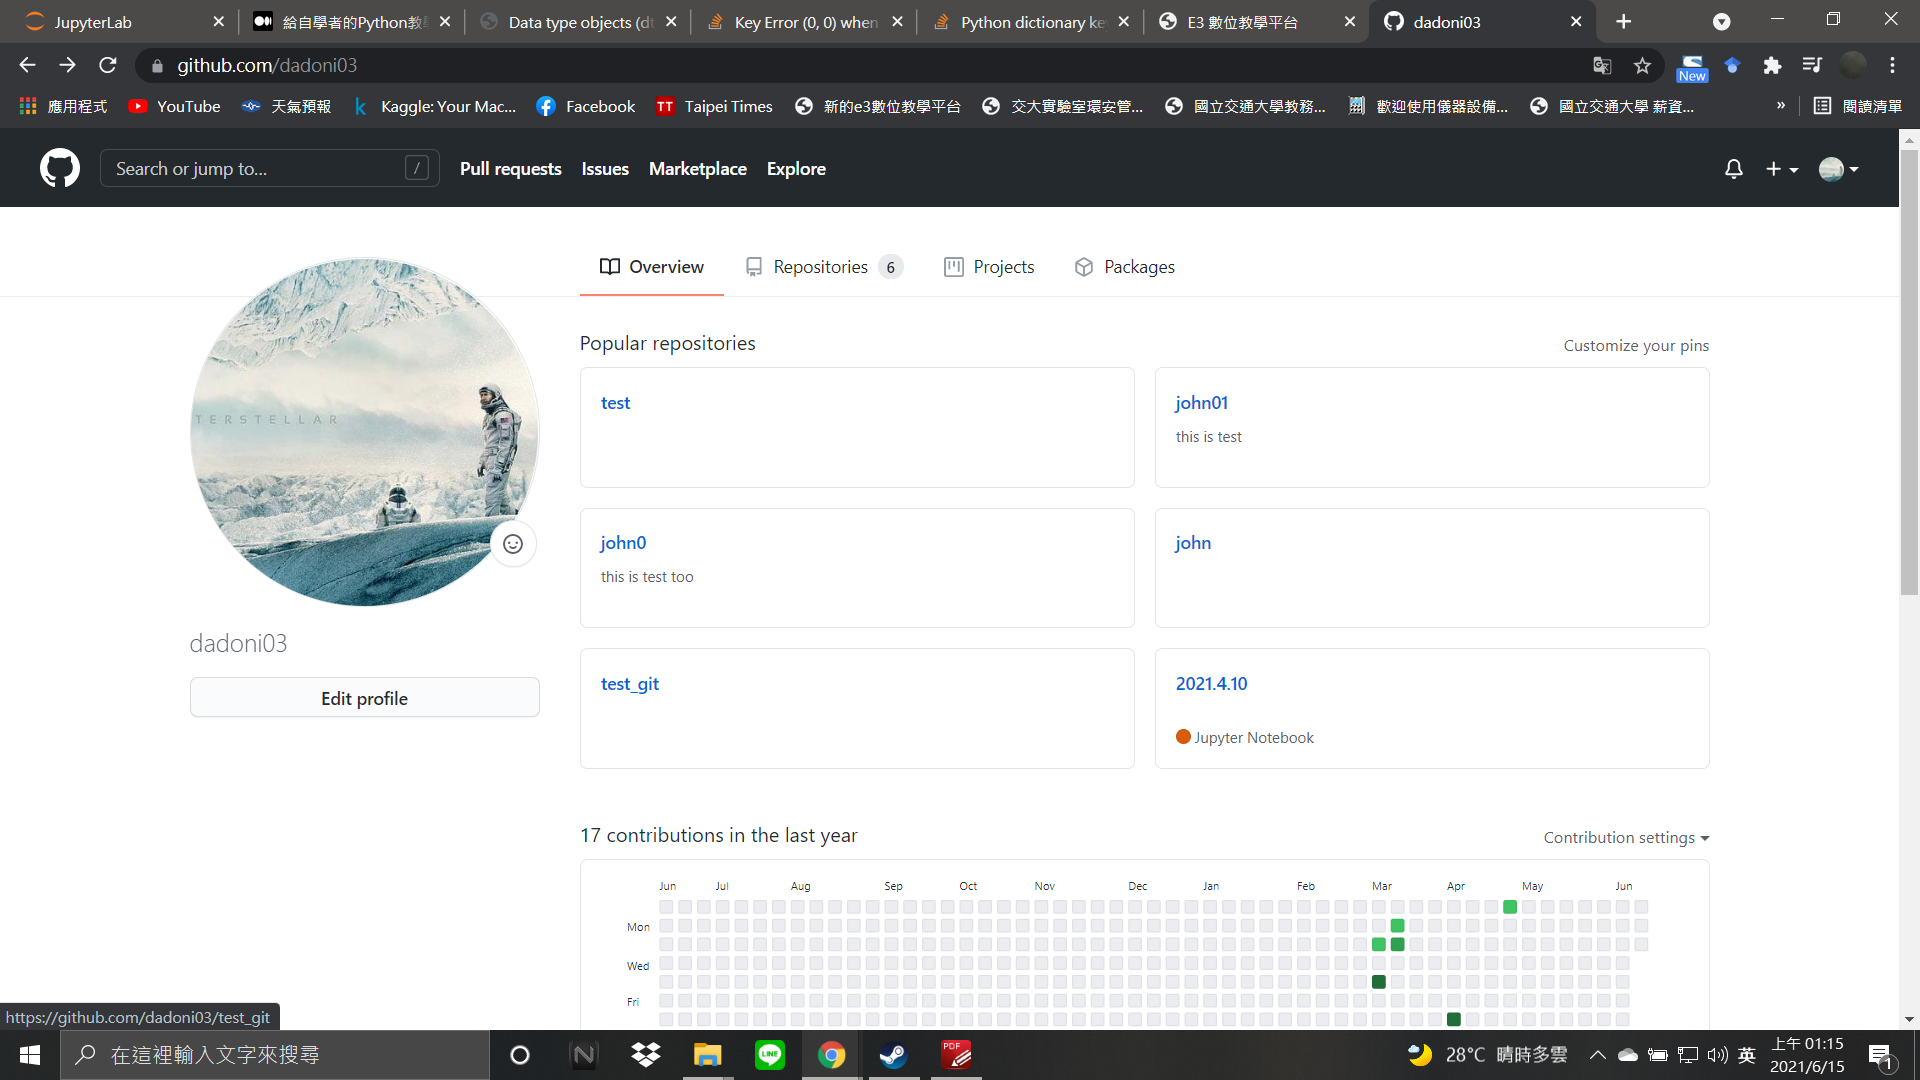 JupyterLab
給自學者的Python教學
Data type objects (dt
Key Error (0, 0) when
Python dictionary key
E3 數位教學平台
dadoni03
github.com/dadoni03
New
應用程式
YouTube
天氣預報
Kaggle: Your Mac...
Facebook
TT Taipei Times
新的e3數位教學平台
交大實驗室環安管...
國立交通大學教務...
歡迎使用儀器設備...
國立交通大學 薪資...
»
閱讀清單
Search or jump to... /
Pull requests
Issues
Marketplace
Explore
Overview
Repositories 6
Projects
Packages
TERSTELLAR
dadoni03
Edit profile
Popular repositories
Customize your pins
test
john01
this is test
john0
this is test too
john
test_git
2021.4.10
Jupyter Notebook
17 contributions in the last year
Contribution settings
Jun Jul Aug Sep Oct Nov Dec Jan Feb Mar Apr May Jun
Mon
Wed
Fri
https://github.com/dadoni03/test_git
在這裡輸入文字來搜尋
N
LINE
PDF
28°C 晴時多雲
英
上午 01:15
2021/6/15
1